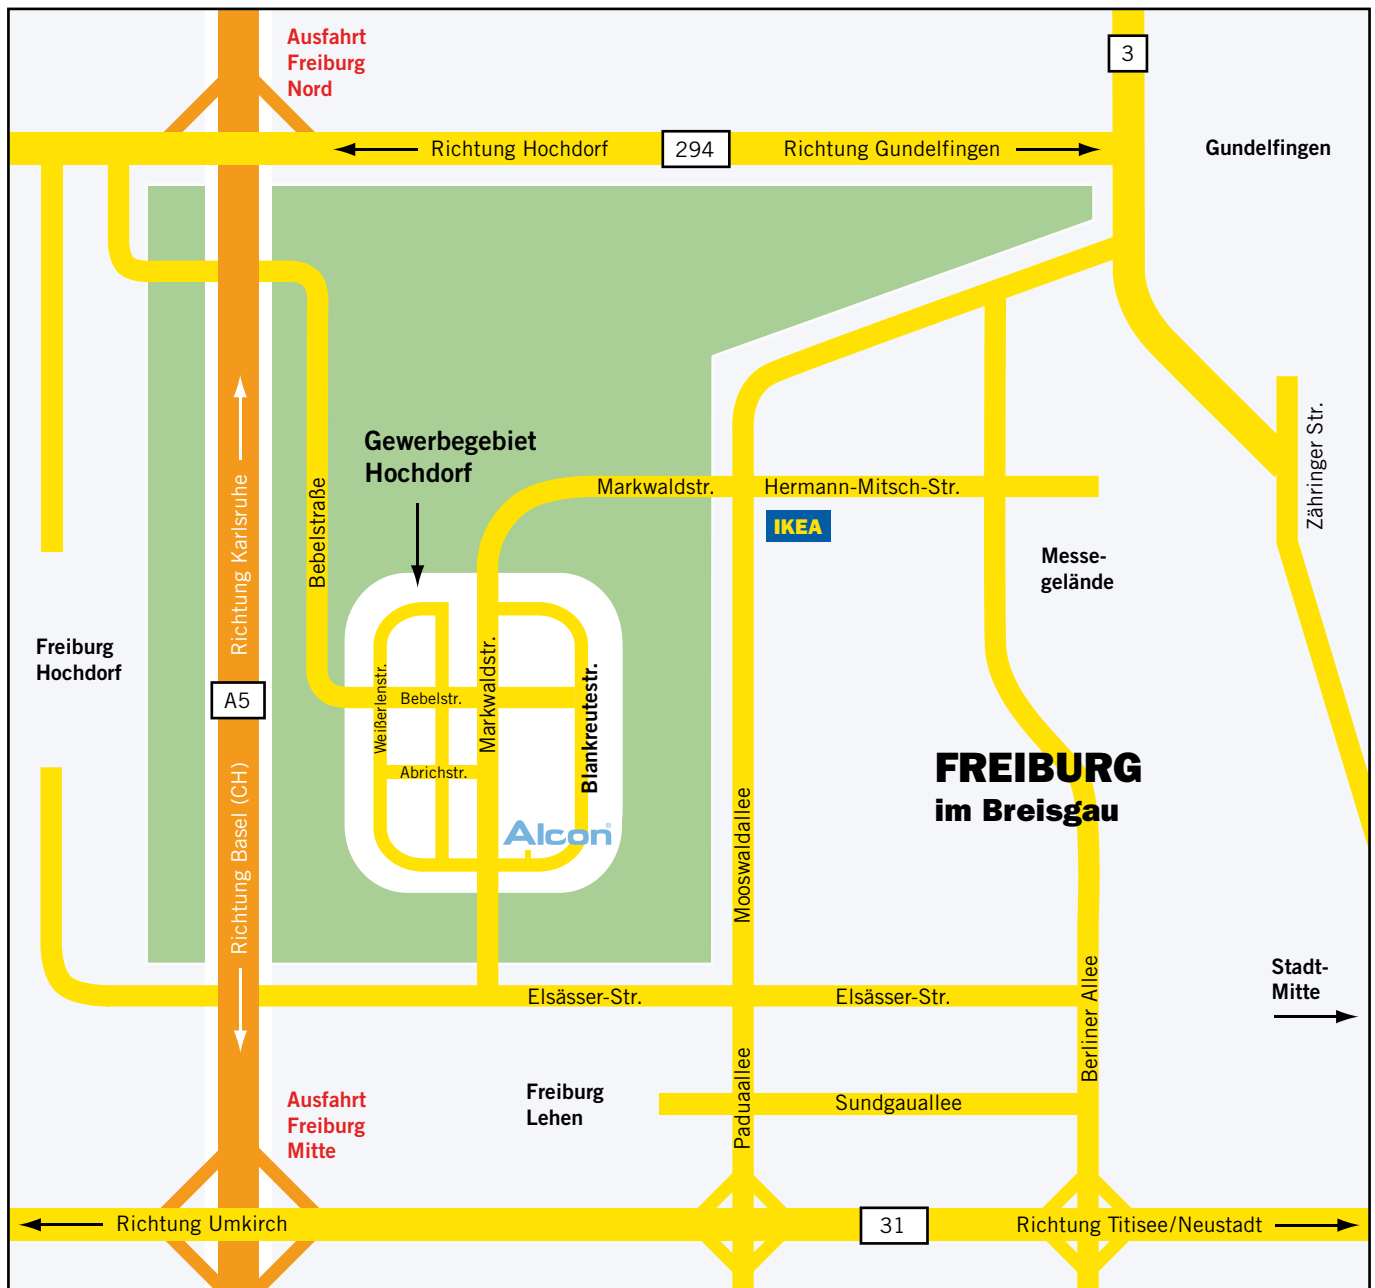 Ausfahrt
Freiburg
Nord
3
Richtung Hochdorf
294
Richtung Gundelfingen
Gundelfingen
Zähringer Str.
Gewerbegebiet
Hochdorf
Markwaldstr.
Hermann-Mitsch-Str.
IKEA
Bebelstraße
Richtung Karlsruhe
Messe-
gelände
Freiburg
Hochdorf
A5
Weißerlenstr.
Bebelstr.
Markwaldstr.
Blankreutestr.
Abrichstr.
Alcon®
FREIBURG
im Breisgau
Richtung Basel (CH)
Mooswaldallee
Elsässer-Str.
Elsässer-Str.
Berliner Allee
Stadt-
Mitte
Ausfahrt
Freiburg
Mitte
Freiburg
Lehen
Paduaallee
Sundgauallee
Richtung Umkirch
31
Richtung Titisee/Neustadt